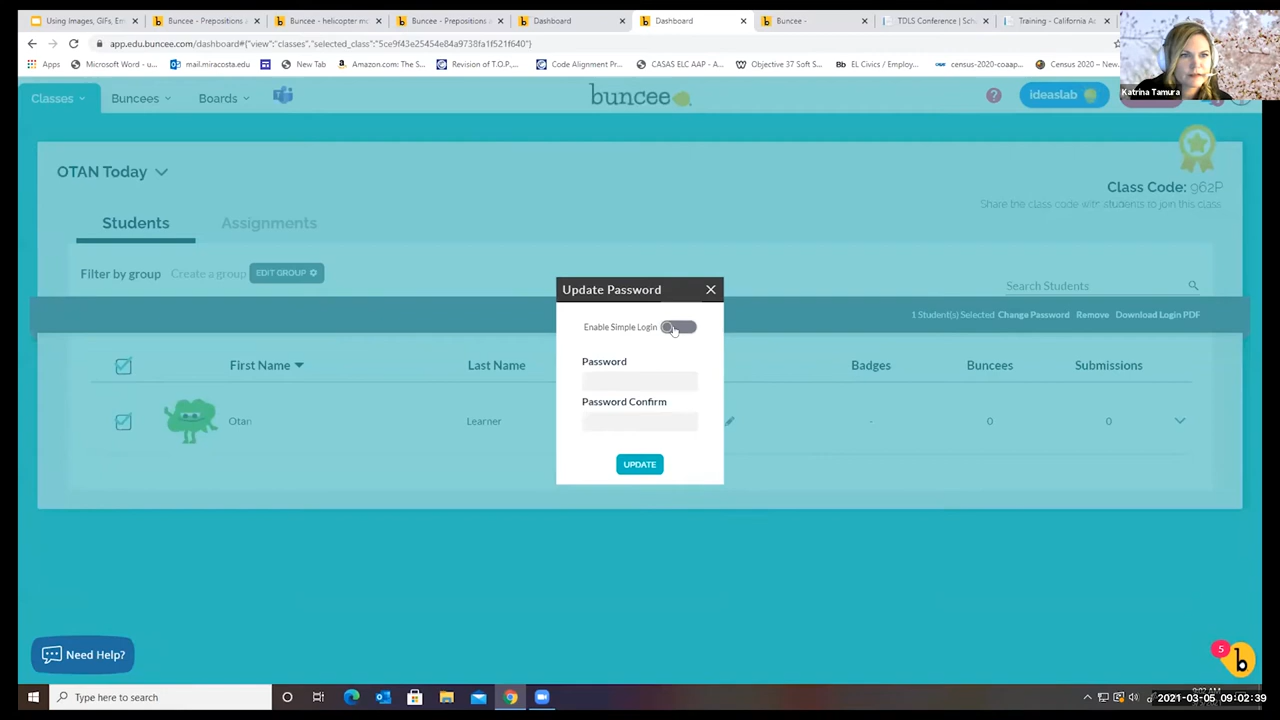 Using Images, GIFs, Em
Buncee - Prepositions a
Buncee - helicopter mo
Buncee - Prepositions i
Dashboard
Dashboard
Buncee -
TDLS Conference | Sch
Training - California Ac
app.edu.buncee.com/dashboard#{"view":"classes","selected_class":"5ce9f43e25454e84a9738fa1f521f640"}
Apps
Microsoft Word - u...
mail.miracosta.edu
New Tab
Amazon.com: Onlin...
Revision of T.O.P....
Code Alignment Pr...
CASAS ELC AAP - A...
Objective 37 Soft S...
Bb EL Civics / Employ...
census-2020-coaap...
Census 2020 – New...
Katrina Tamura
Classes
Buncees
Boards
buncee
ideaslab
OTAN Today
Class Code: 962P
Share the class code with students to join this class
Students
Assignments
Filter by group
Create a group
EDIT GROUP
Search Students
1 Student(s) Selected Change Password Remove Download Login PDF
Update Password
Enable Simple Login
Password
Password Confirm
UPDATE
First Name
Last Name
Badges
Buncees
Submissions
Otan
Learner
-
0
0
Need Help?
5
b
Type here to search
2021-03-05, 09:02:39